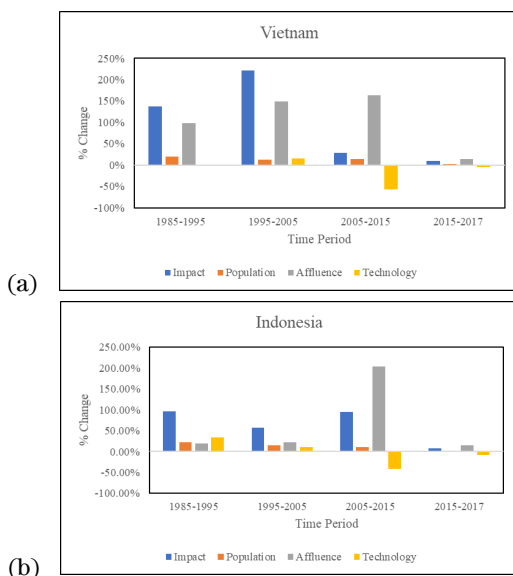 Vietnam
250%
200%
150%
100%
50%
0%
-50%
-100%
% Change
1985-1995 1995-2005 2005-2015 2015-2017
Time Period
Impact Population Affluence Technology
(a)
Indonesia
250.00%
200.00%
150.00%
100.00%
50.00%
0.00%
-50.00%
-100.00%
% Change
1985-1995 1995-2005 2005-2015 2015-2017
Time Period
Impact Population Affluence Technology
(b)